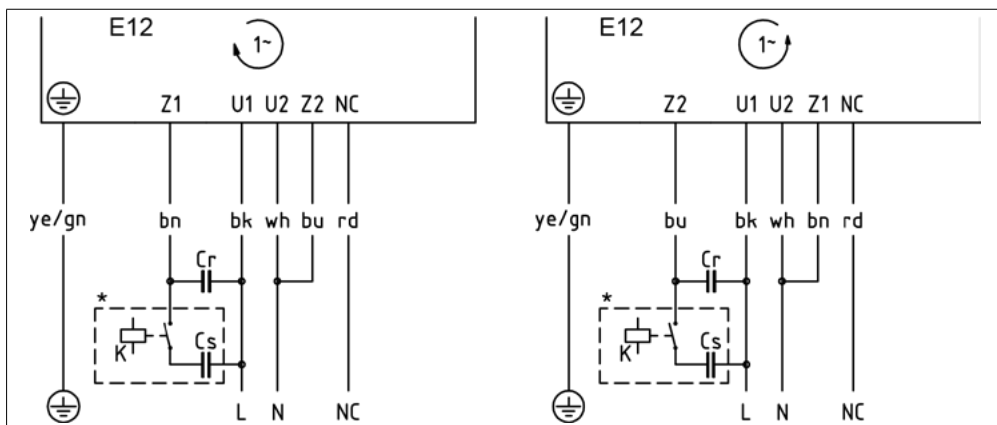 E12 1~ E12 1~
Z1 U1 U2 Z2 NC Z2 U1 U2 Z1 NC
ye/gn bn bk wh bu rd ye/gn bu bk wh bn rd
Cr Cr
* *
K Cs K Cs
L N NC L N NC